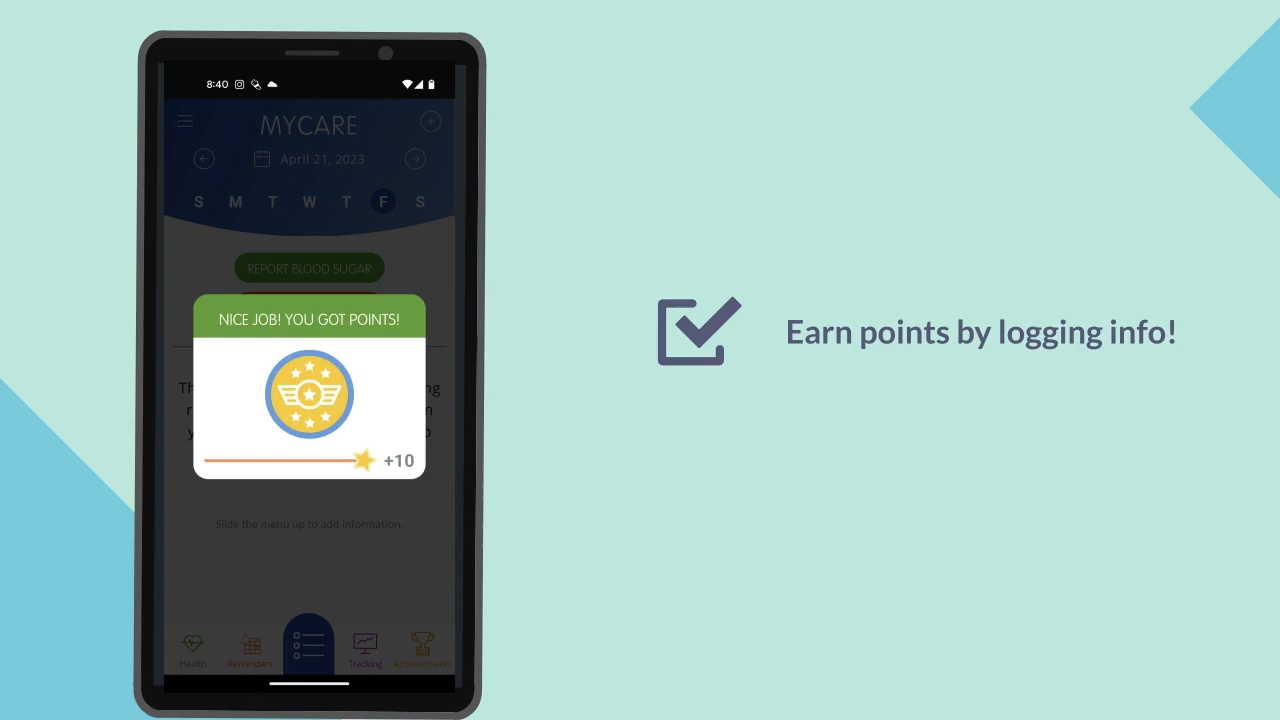 8:40
MYCARE
April 21, 2023
S M T W T F S
REPORT BLOOD SUGAR
NICE JOB! YOU GOT POINTS!
+10
Slide the menu up to add information.
Health Reminders Tracking Achievements
Earn points by logging info!